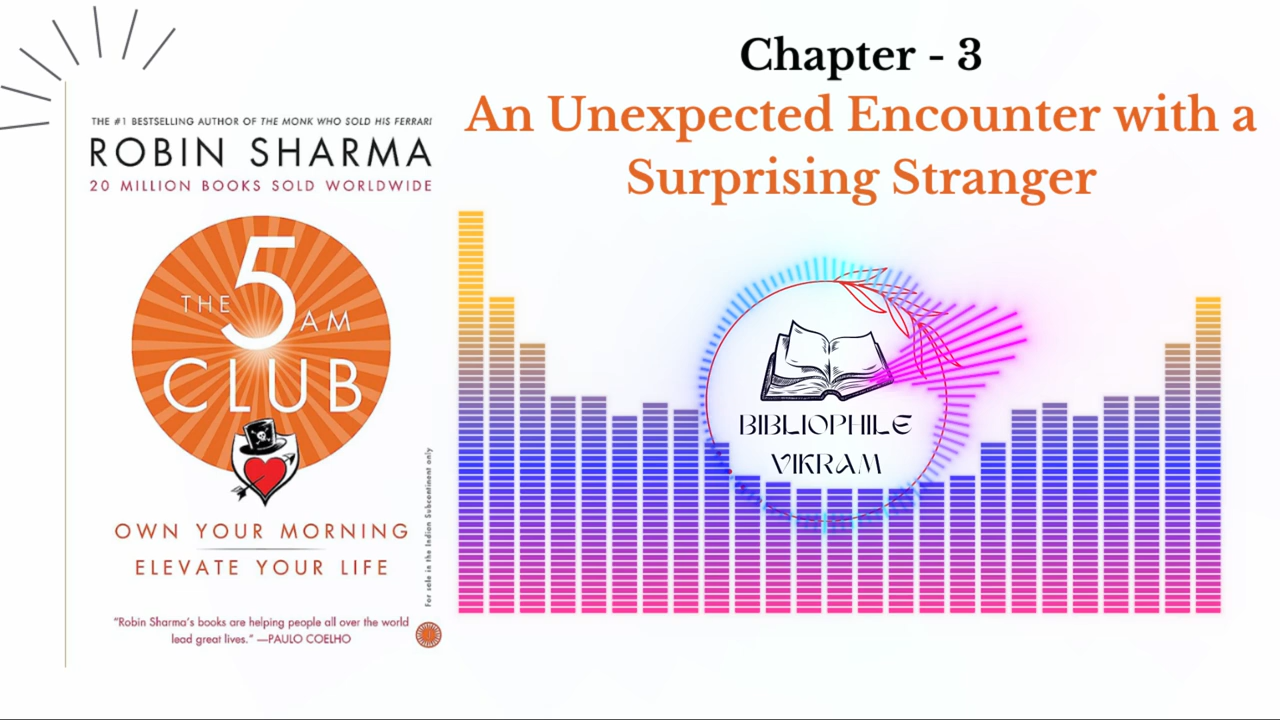 Chapter - 3
An Unexpected Encounter with a
Surprising Stranger
THE #1 BESTSELLING AUTHOR OF THE MONK WHO SOLD HIS FERRARI
ROBIN SHARMA
20 MILLION BOOKS SOLD WORLDWIDE
THE 5 AM
CLUB
OWN YOUR MORNING
ELEVATE YOUR LIFE
For sale in the Indian Subcontinent only
"Robin Sharma's books are helping people all over the world
lead great lives." —PAULO COELHO
BIBLIOPHILE
VIKRAM